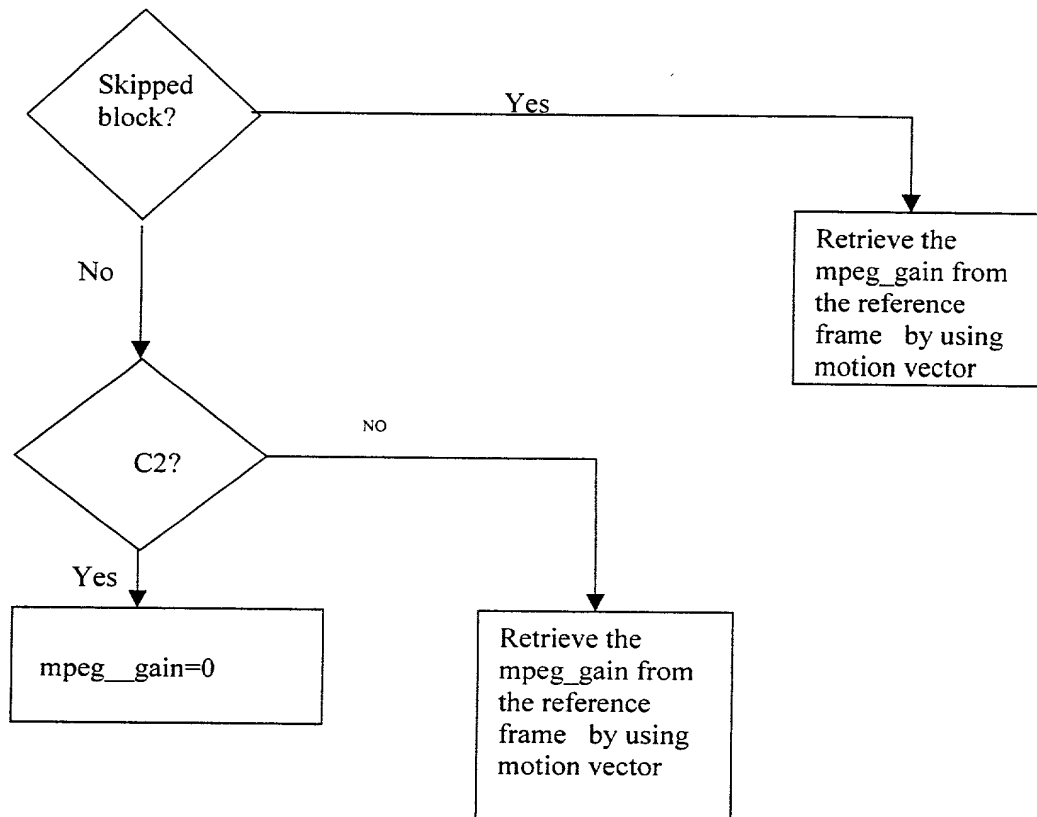 Skipped
block?
Yes
Retrieve the
mpeg_gain from
the reference
frame by using
motion vector
No
C2?
NO
Yes
mpeg__gain=0
Retrieve the
mpeg_gain from
the reference
frame by using
motion vector